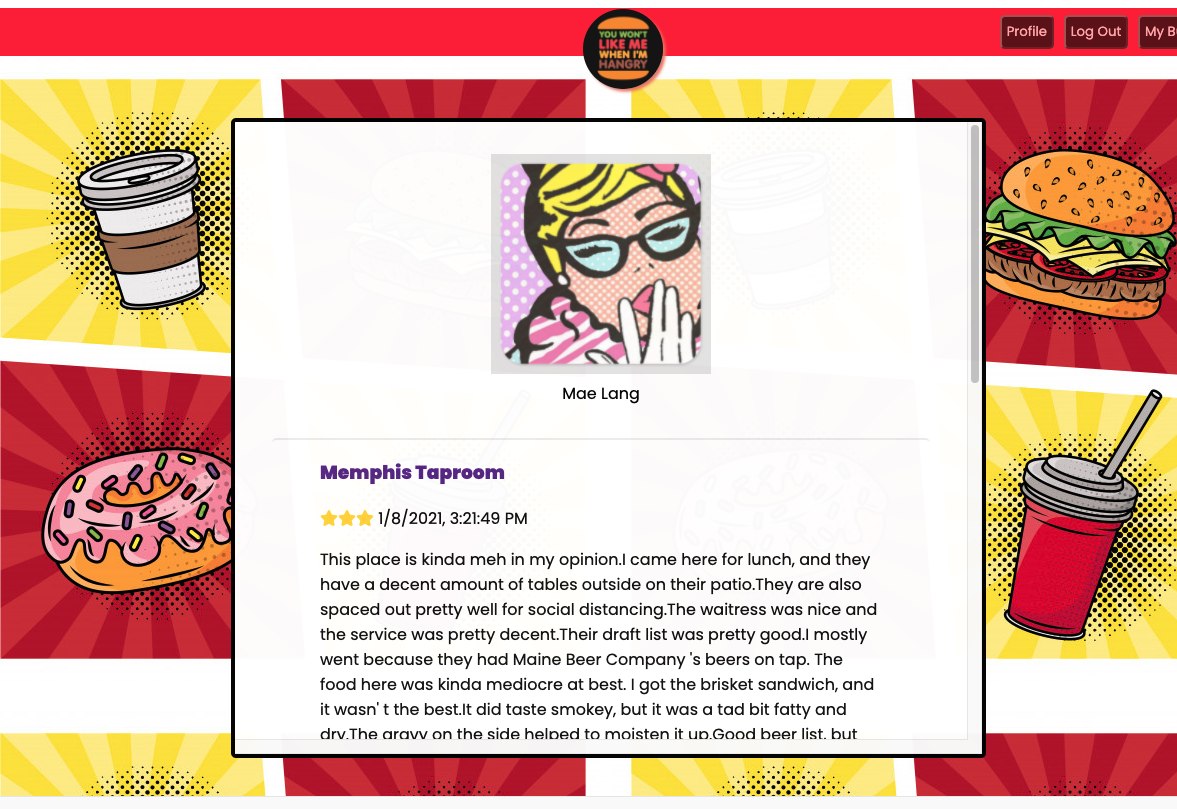 YOU WON'T
LIKE ME
WHEN I'M
HANGRY
Profile
Log Out
My B
Mae Lang
Memphis Taproom
1/8/2021, 3:21:49 PM
This place is kinda meh in my opinion.I came here for lunch, and they
have a decent amount of tables outside on their patio.They are also
spaced out pretty well for social distancing.The waitress was nice and
the service was pretty decent.Their draft list was pretty good.I mostly
went because they had Maine Beer Company 's beers on tap. The
food here was kinda mediocre at best. I got the brisket sandwich, and
it wasn' t the best.It did taste smokey, but it was a tad bit fatty and
dry.The gravy on the side helped to moisten it up.Good beer list, but